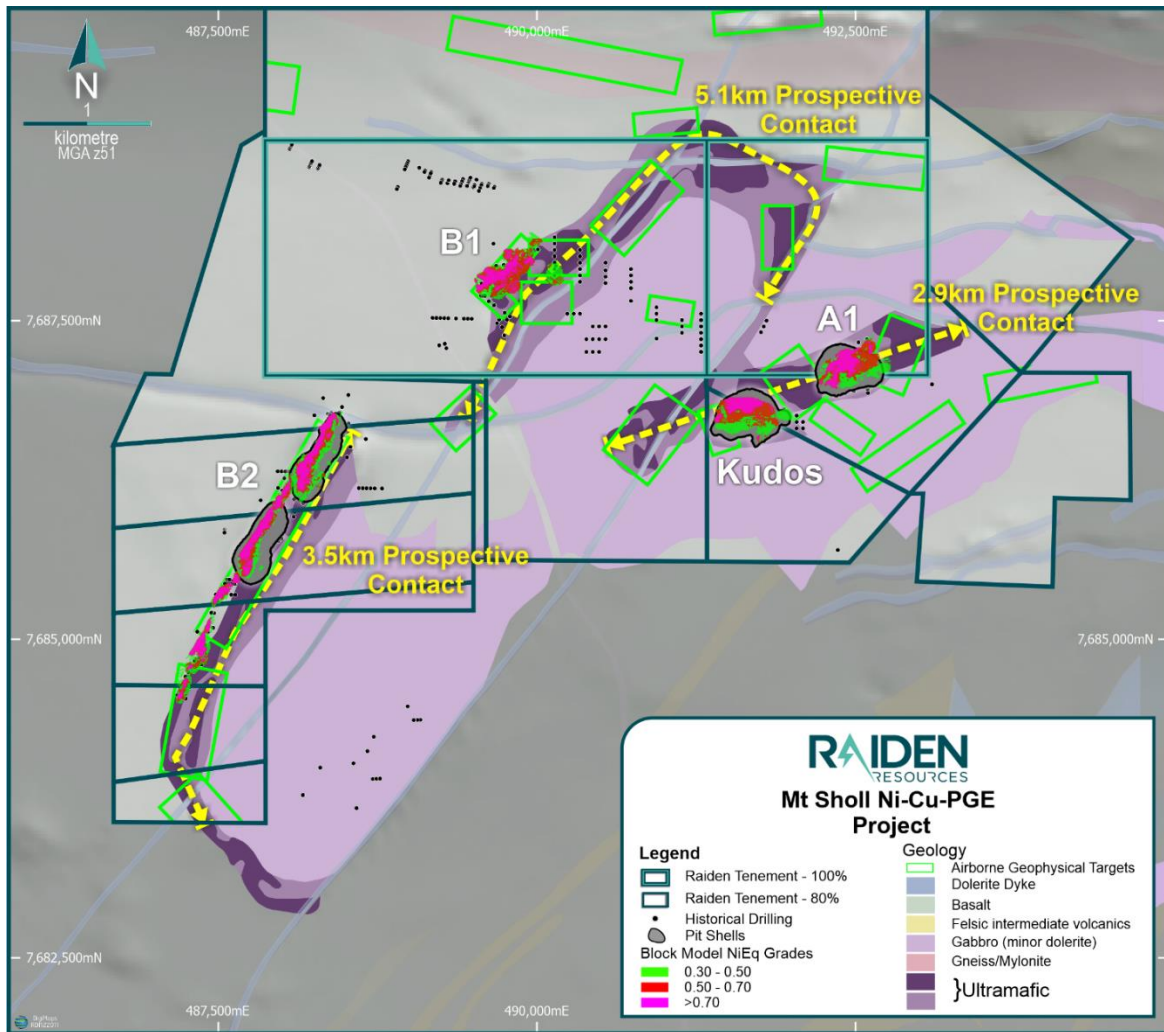 487,500mE
490,000mE
492,500mE
N
1
kilometre
MGA z51
5.1km Prospective
Contact
B1
2.9km Prospective
Contact
7,687,500mN
A1
B2
Kudos
3.5km Prospective
Contact
7,685,000mN
7,685,000mN
RAIDEN
RESOURCES
Mt Sholl Ni-Cu-PGE
Project
Legend
Raiden Tenement - 100%
Raiden Tenement - 80%
Historical Drilling
Pit Shells
Block Model NiEq Grades
0.30 - 0.50
0.50 - 0.70
>0.70
Geology
Airborne Geophysical Targets
Dolerite Dyke
Basalt
Felsic intermediate volcanics
Gabbro (minor dolerite)
Gneiss/Mylonite
}Ultramafic
7,682,500mN
487,500mE
490,000mE